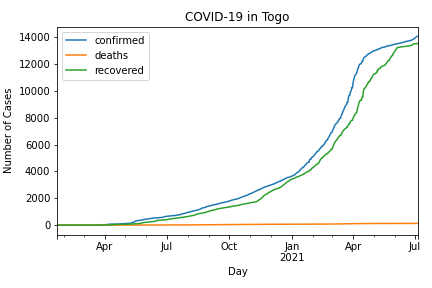 COVID-19 in Togo
confirmed
deaths
recovered
Number of Cases
14000
12000
10000
8000
6000
4000
2000
0
Apr
Jul
Oct
Jan
2021
Apr
Jul
Day